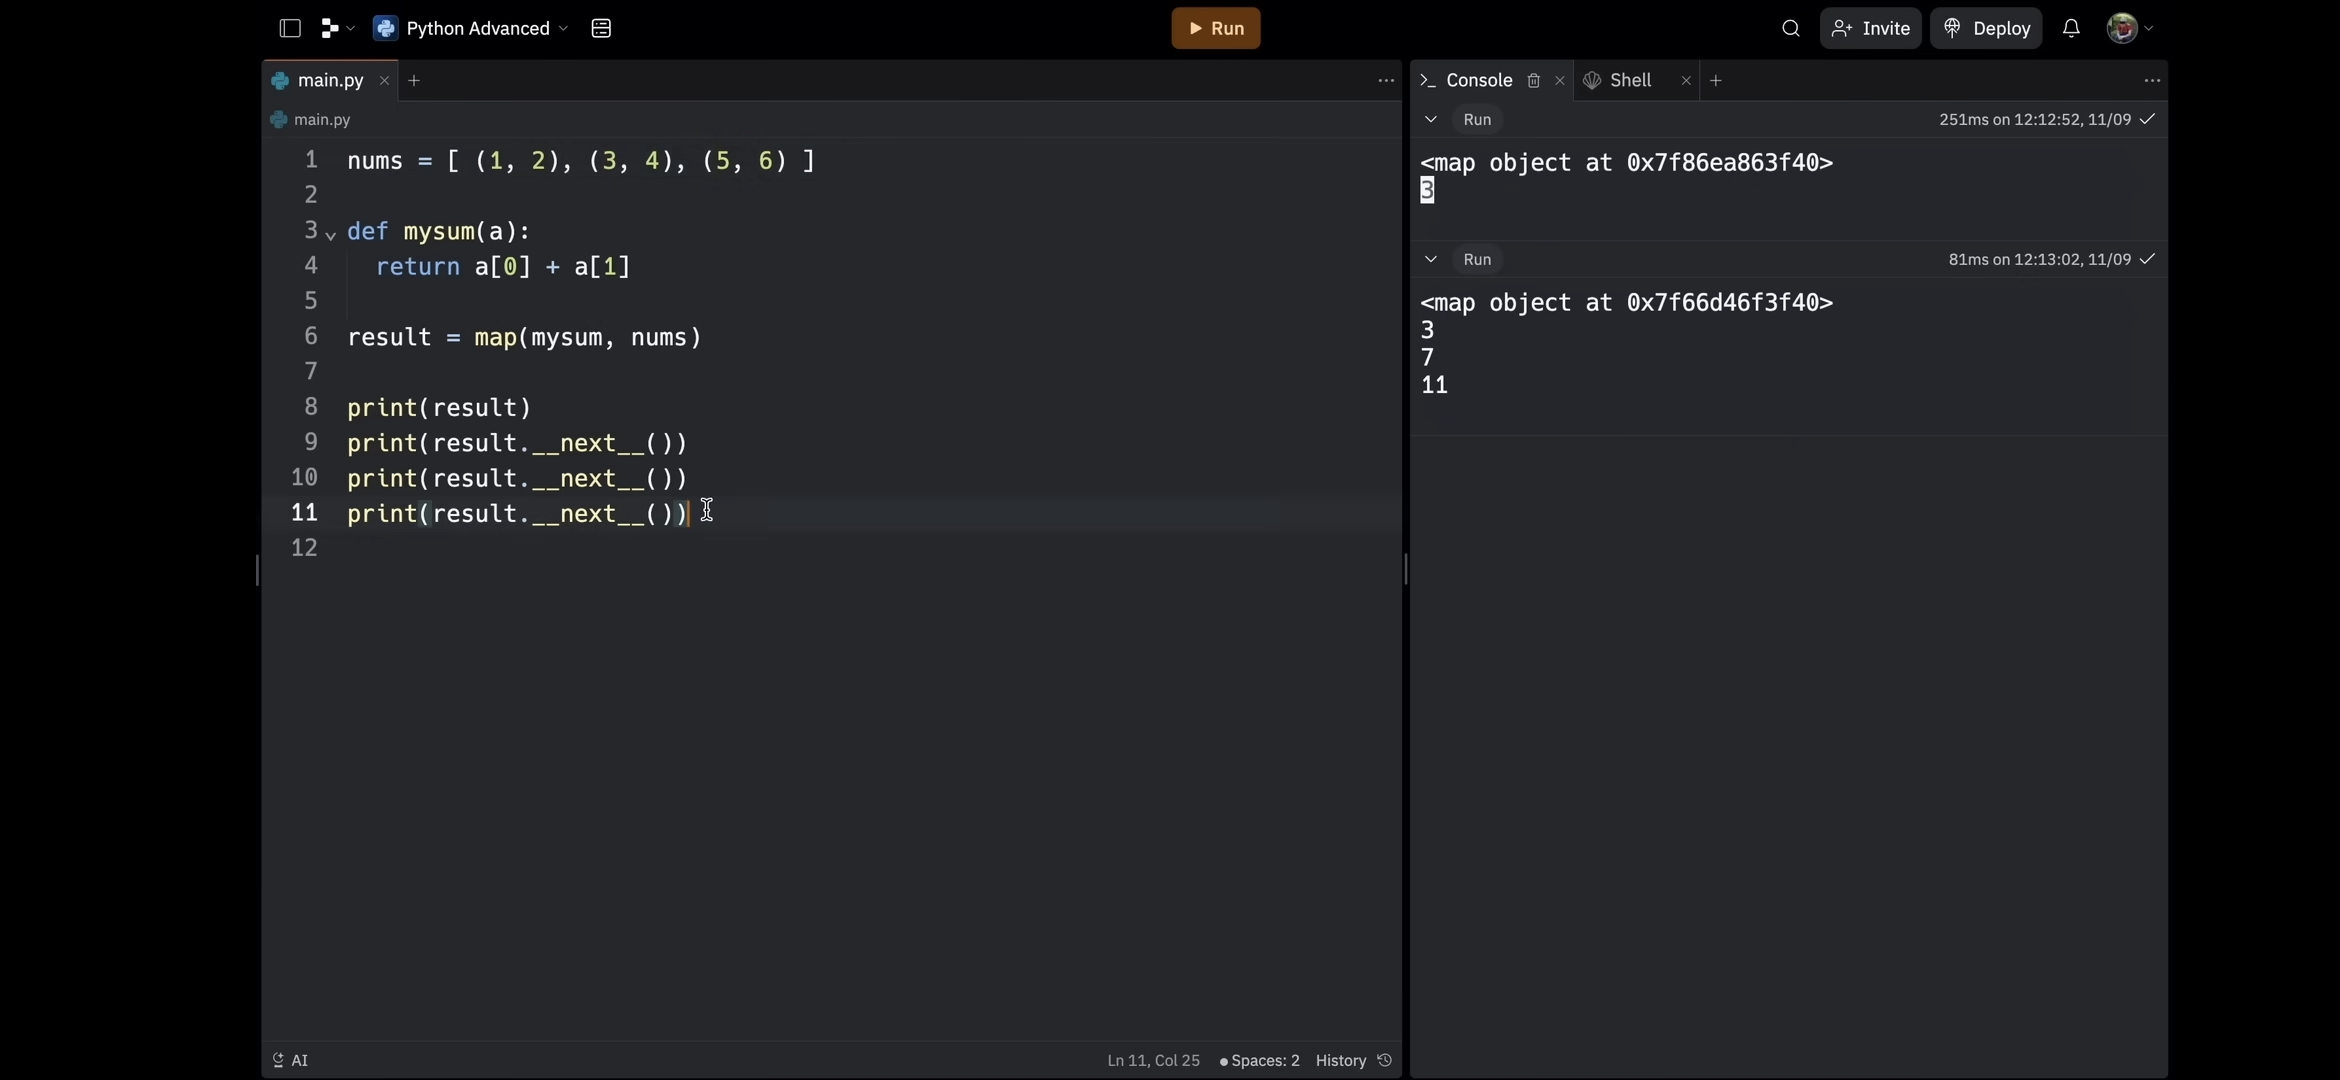 Python Advanced
Run
Invite
Deploy
main.py
main.py
1 nums = [ (1, 2), (3, 4), (5, 6) ]
2
3 def mysum(a):
4   return a[0] + a[1]
5
6 result = map(mysum, nums)
7
8 print(result)
9 print(result.__next__())
10 print(result.__next__())
11 print(result.__next__())
12
AI
Ln 11, Col 25
Spaces: 2
History
Console
Shell
Run 251ms on 12:12:52, 11/09
<map object at 0x7f86ea863f40>
3
Run 81ms on 12:13:02, 11/09
<map object at 0x7f66d46f3f40>
3
7
11